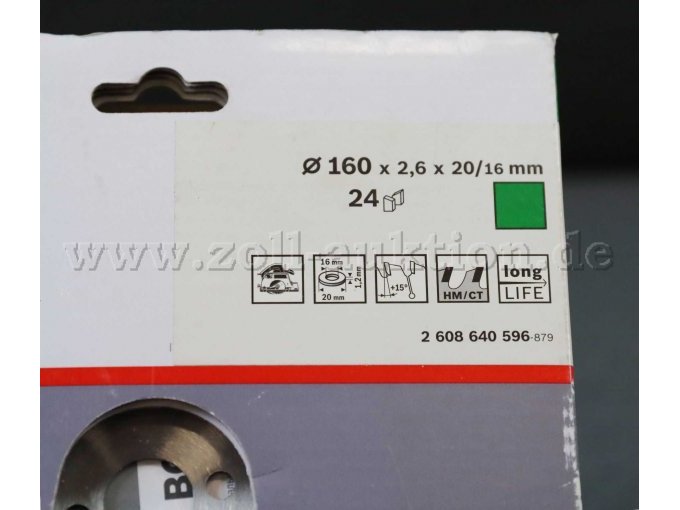 Ø 160 x 2,6 x 20/16 mm
24
www.zoll-auktion.de
16 mm
1,2 mm
20 mm
+15°
HM/CT
long
LIFE
2 608 640 596-879
BO